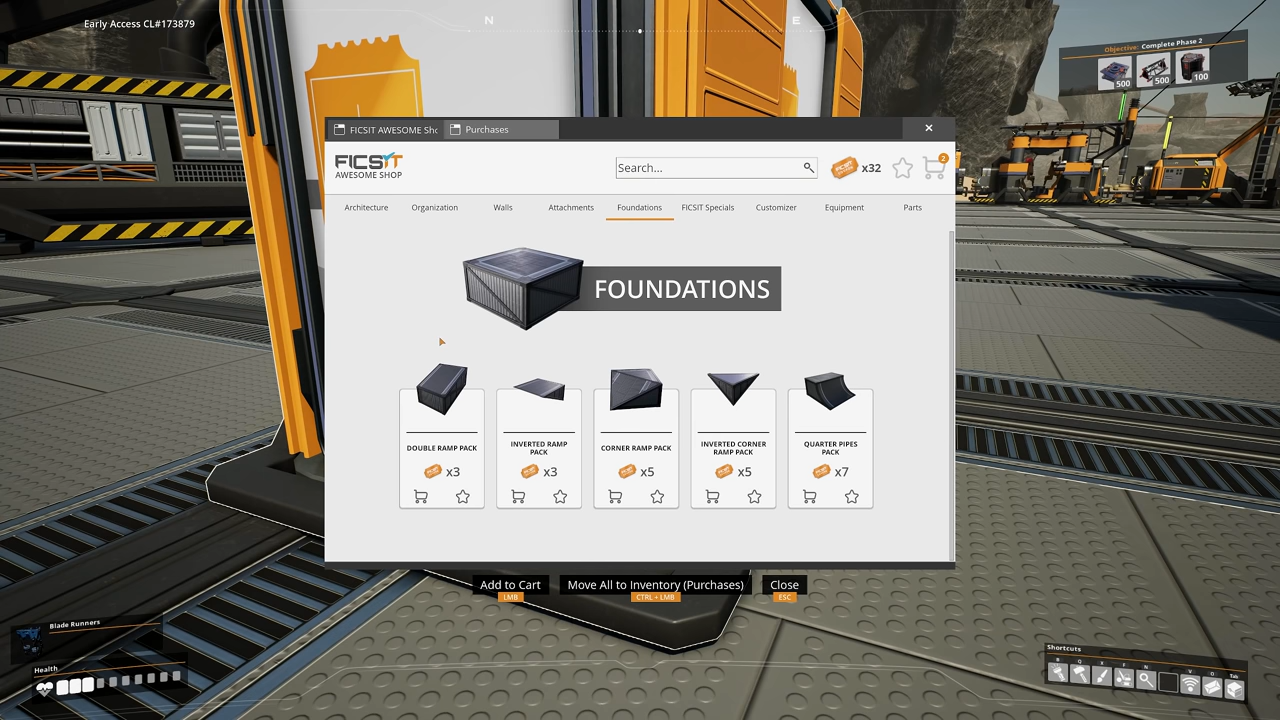 Early Access CL#173879
N
E
Objective: Complete Phase 2
500
500
100
FICSIT AWESOME Sho
Purchases
FICSIT
AWESOME SHOP
Search...
x32
2
Architecture
Organization
Walls
Attachments
Foundations
FICSIT Specials
Customizer
Equipment
Parts
FOUNDATIONS
DOUBLE RAMP PACK
x3
INVERTED RAMP
PACK
x3
CORNER RAMP PACK
x5
INVERTED CORNER
RAMP PACK
x5
QUARTER PIPES
PACK
x7
Add to Cart
LMB
Move All to Inventory (Purchases)
CTRL + LMB
Close
ESC
Blade Runners
Health
Shortcuts
Tab